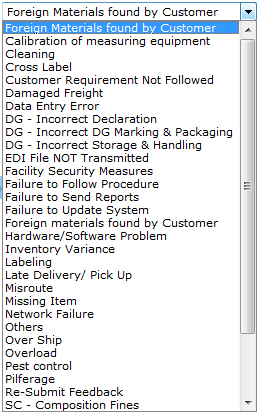 Foreign Materials found by Customer
Foreign Materials found by Customer
Calibration of measuring equipment
Cleaning
Cross Label
Customer Requirement Not Followed
Damaged Freight
Data Entry Error
DG - Incorrect Declaration
DG - Incorrect DG Marking & Packaging
DG - Incorrect Storage & Handling
EDI File NOT Transmitted
Facility Security Measures
Failure to Follow Procedure
Failure to Send Reports
Failure to Update System
Foreign materials found by Customer
Hardware/Software Problem
Inventory Variance
Labeling
Late Delivery/ Pick Up
Misroute
Missing Item
Network Failure
Others
Over Ship
Overload
Pest control
Pilferage
Re-Submit Feedback
SC - Composition Fines